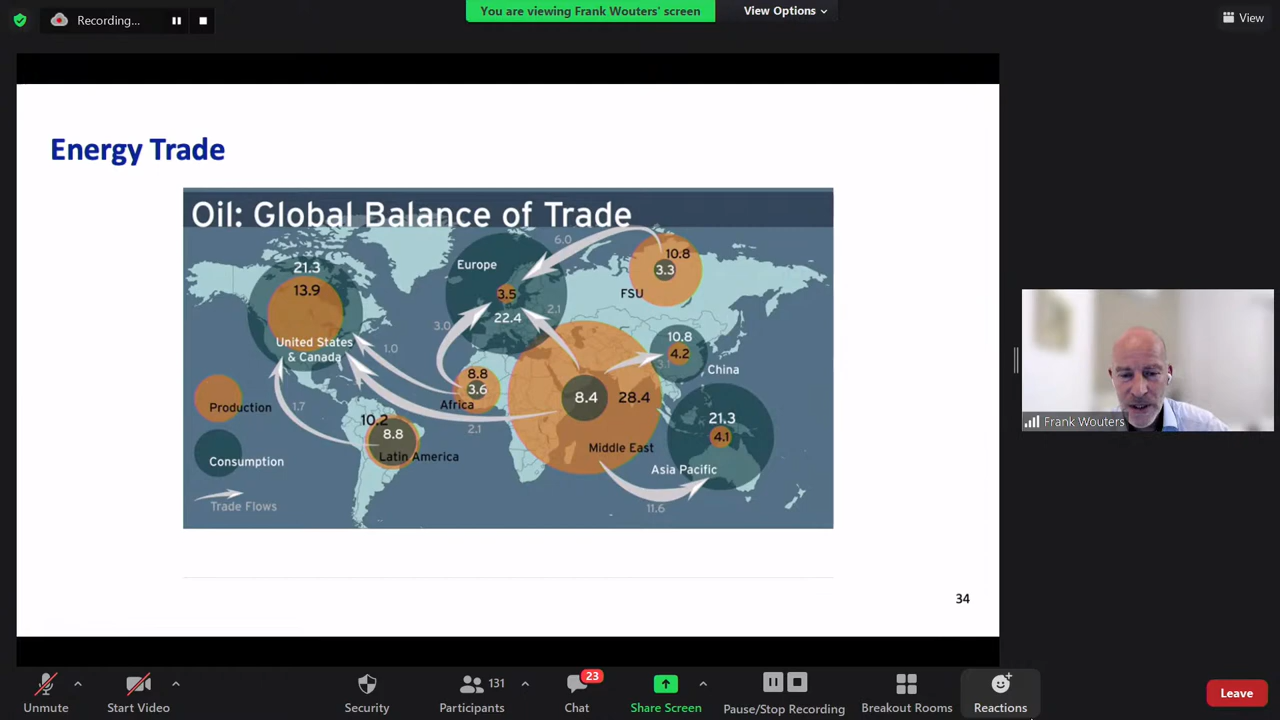 Recording...
You are viewing Frank Wouters' screen
View Options
View
Energy Trade
Oil: Global Balance of Trade
6.0
10.8
3.3
FSU
Europe
3.5
22.4
2.1
21.3
13.9
United States
& Canada
3.0
1.0
10.8
4.2
3.1
China
8.8
3.6
Africa
8.4
28.4
Middle East
21.3
4.1
Asia Pacific
11.6
1.7
2.1
10.2
8.8
Latin America
Production
Consumption
Trade Flows
34
Frank Wouters
Unmute
Start Video
Security
131
Participants
23
Chat
Share Screen
Pause/Stop Recording
Breakout Rooms
Reactions
Leave